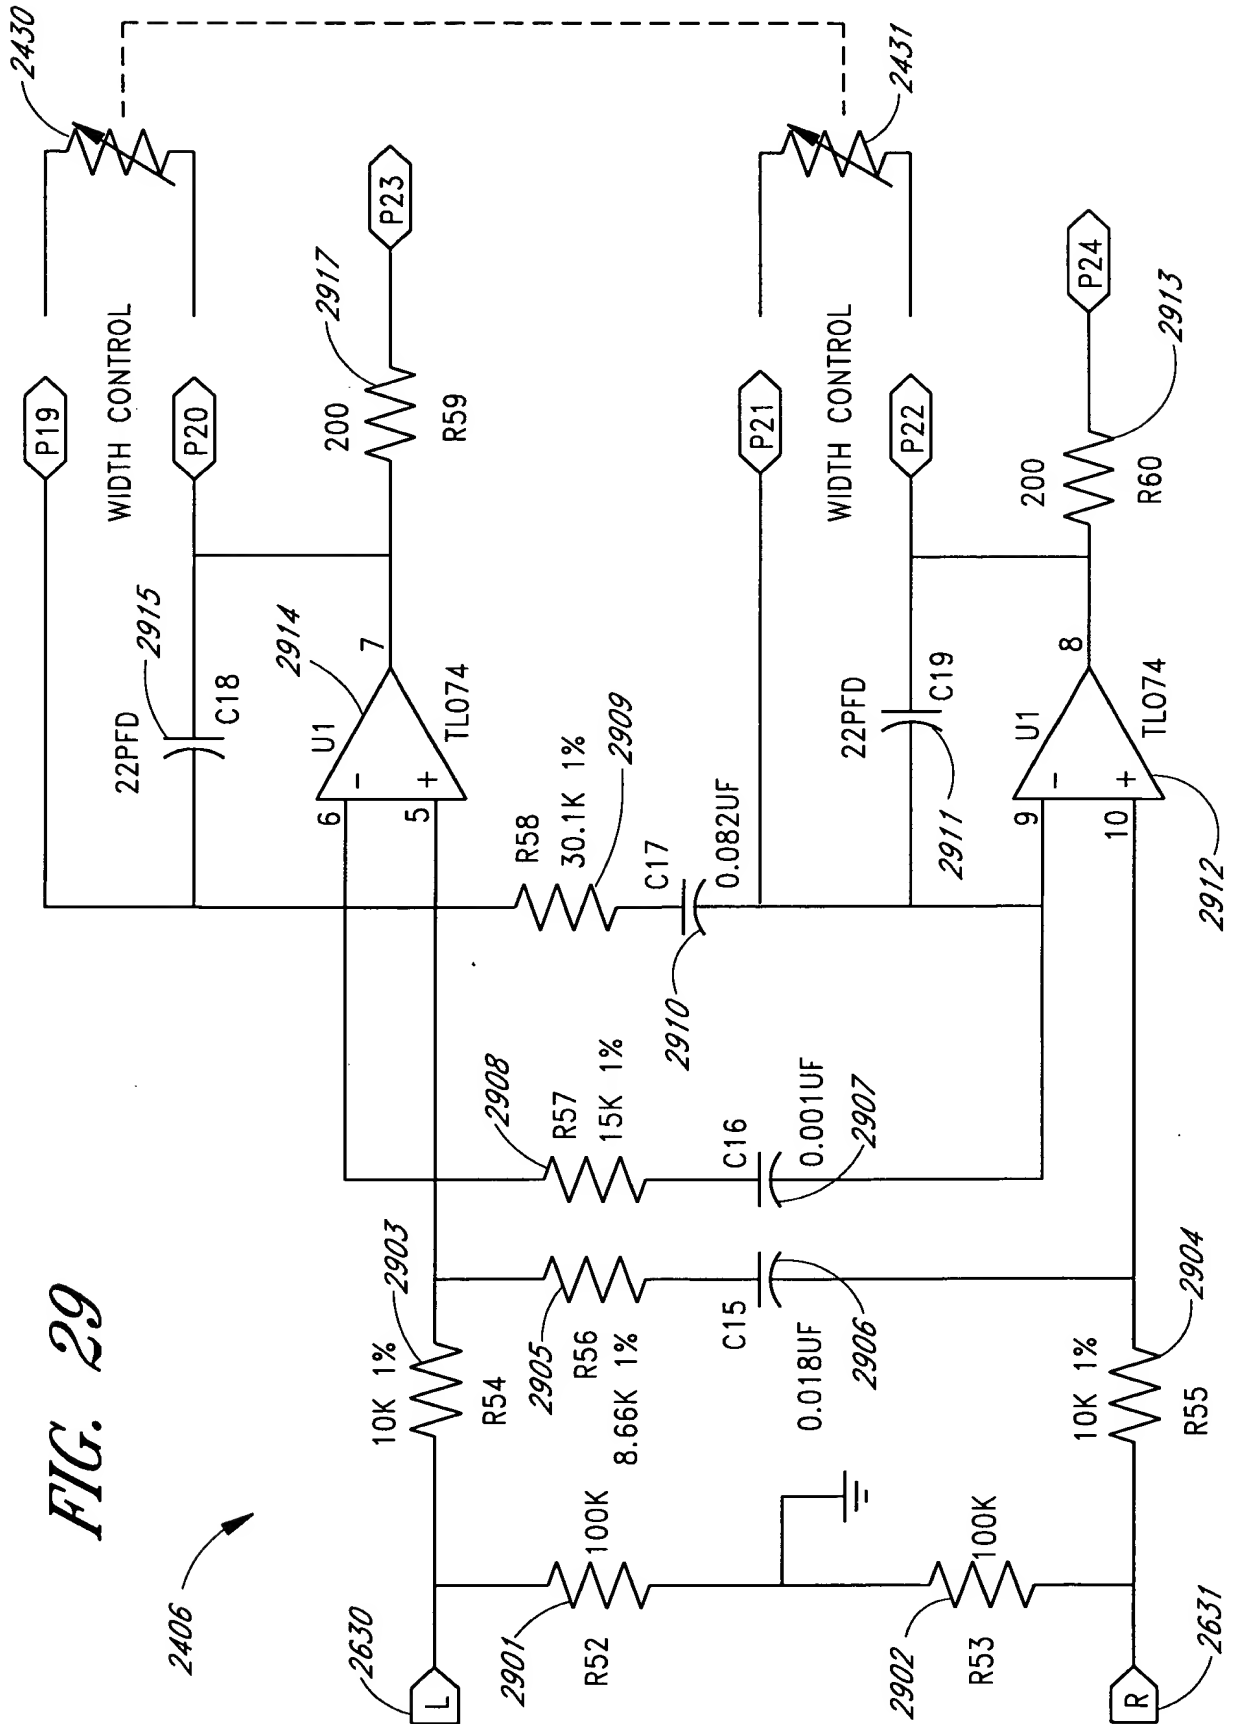 FIG. 29
2406
2630
L
2901
R52
100K
2902
R53
100K
R
2631
10K 1%
2903
R54
2905
R56
8.66K 1%
C15
0.018UF
2906
10K 1%
2904
R55
2908
R57
15K 1%
C16
0.001UF
2907
R58
30.1K 1%
2909
C17
0.082UF
2910
22PFD
2915
C18
6
5
U1
-
+
2914
7
TL074
22PFD
C19
2911
9
10
U1
-
+
8
TL074
2912
P19
WIDTH CONTROL
P20
200
2917
R59
P23
2430
P21
WIDTH CONTROL
P22
200
R60
2913
P24
2431